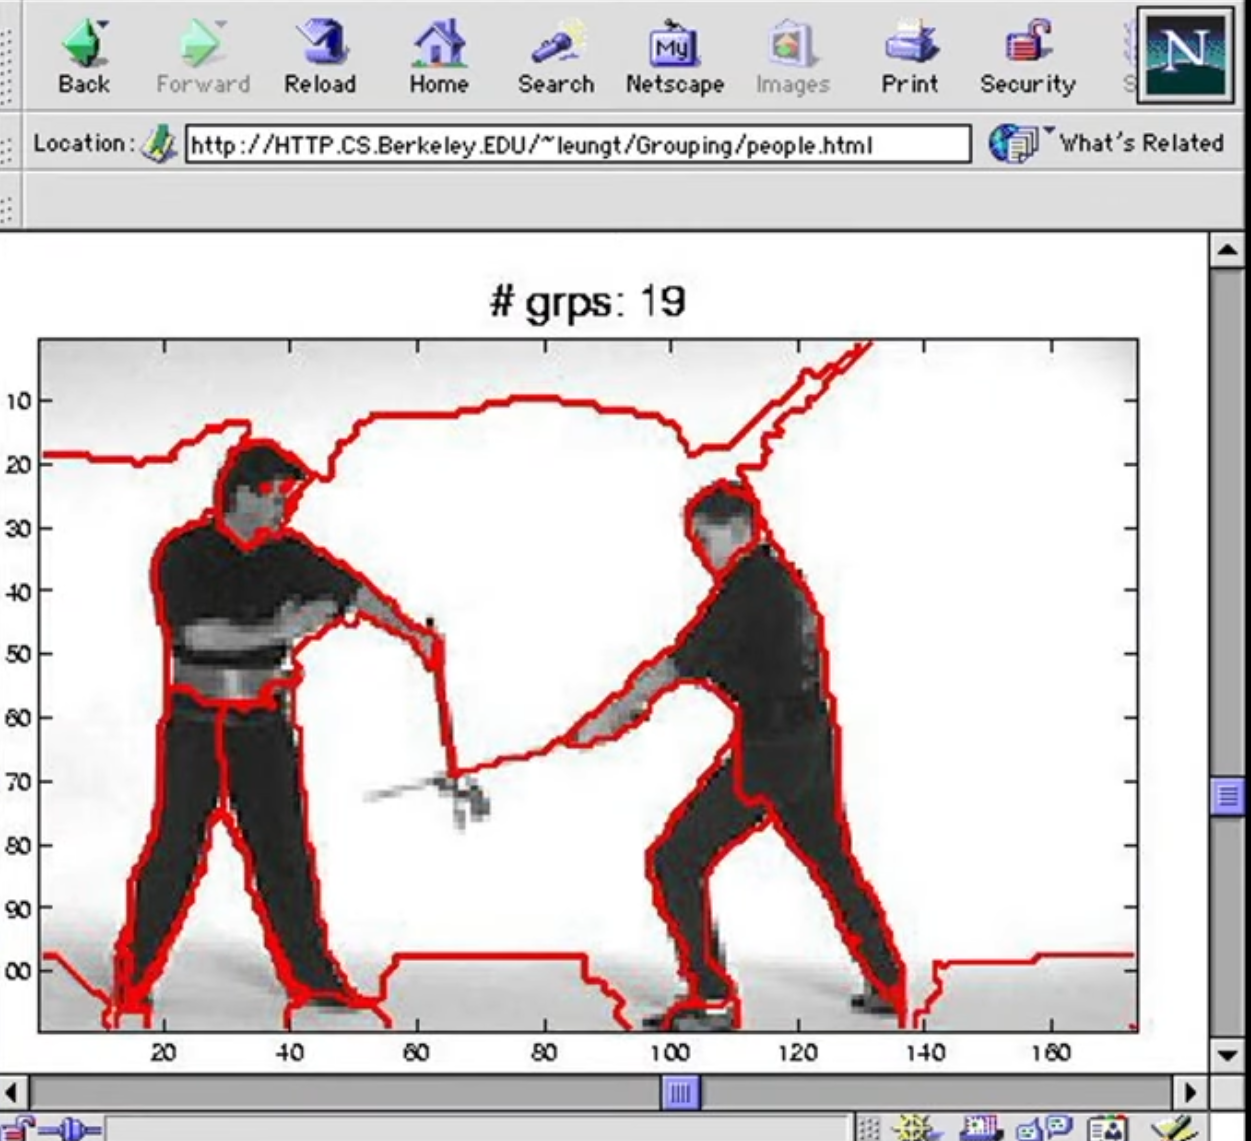 Back Forward Reload Home Search Netscape Images Print Security S
My
N
Location: http://HTTP.CS.Berkeley.EDU/~leungt/Grouping/people.html What's Related
# grps: 19
10
20
30
40
50
60
70
80
90
00
20 40 60 80 100 120 140 160